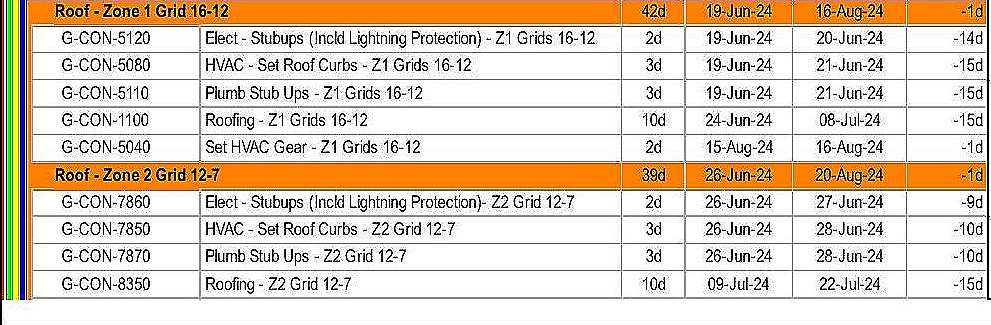 Roof - Zone 1 Grid 16-12 42d 19-Jun-24 16-Aug-24 -1d
G-CON-5120 Elect - Stubups (Incld Lightning Protection) - Z1 Grids 16-12 2d 19-Jun-24 20-Jun-24 -14d
G-CON-5080 HVAC - Set Roof Curbs - Z1 Grids 16-12 3d 19-Jun-24 21-Jun-24 -15d
G-CON-5110 Plumb Stub Ups - Z1 Grids 16-12 3d 19-Jun-24 21-Jun-24 -15d
G-CON-1100 Roofing - Z1 Grids 16-12 10d 24-Jun-24 08-Jul-24 -15d
G-CON-5040 Set HVAC Gear - Z1 Grids 16-12 2d 15-Aug-24 16-Aug-24 -1d
Roof - Zone 2 Grid 12-7 39d 26-Jun-24 20-Aug-24 -1d
G-CON-7860 Elect - Stubups (Incld Lightning Protection)- Z2 Grid 12-7 2d 26-Jun-24 27-Jun-24 -9d
G-CON-7850 HVAC - Set Roof Curbs - Z2 Grid 12-7 3d 26-Jun-24 28-Jun-24 -10d
G-CON-7870 Plumb Stub Ups - Z2 Grid 12-7 3d 26-Jun-24 28-Jun-24 -10d
G-CON-8350 Roofing - Z2 Grid 12-7 10d 09-Jul-24 22-Jul-24 -15d